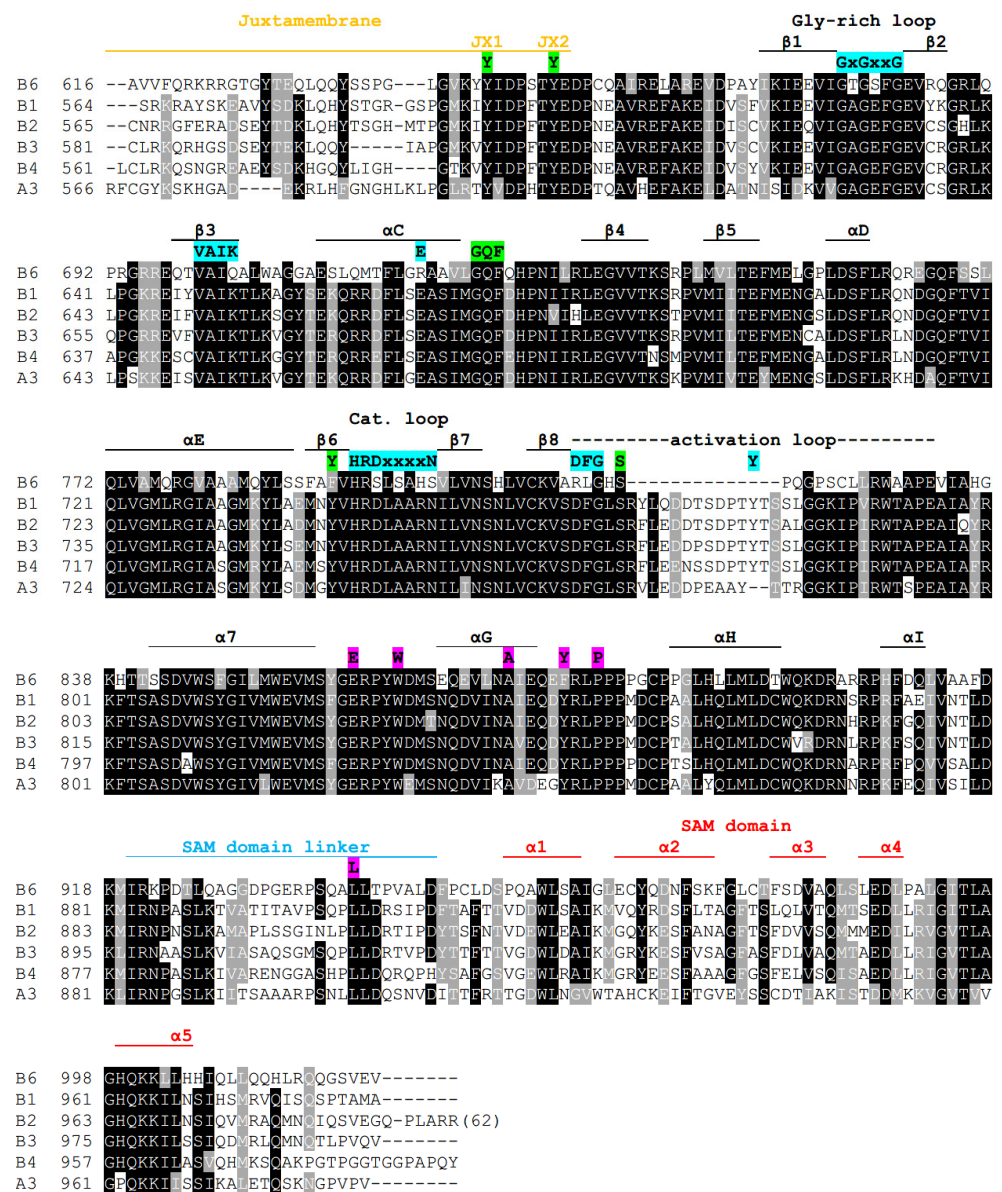 Juxtamembrane Gly-rich loop
JX1 JX2 β1 β2
Y Y GxGxxG
B6 616 --AVVFQRKRRGTGYTEQLQQYSSPG--LGVKYYIDPSTYEDPCQAIRELAREVDPAYIKIEEVIGTGSFGEVRQGRLQ
B1 564 ---SRKRAYSKEAVYSDKLQHYSTGR-GSPGMKIYIDPFTYEDPNEAVREFAKEIDVSFVKIEEVIGAGEFGEVYKGRLK
B2 565 --CNRRGFERADSEYTDKLQHYTSGH-MTPGMKIYIDPFTYEDPNEAVREFAKEIDISCVKIEQVIGAGEFGEVCSGHLK
B3 581 --CLRKQRHGSDSEYTEKLQQY-----IAPGMKVYIDPFTYEDPNEAVREFAKEIDVSCVKIEEVIGAGEFGEVCRGRLK
B4 561 -LCLRKQSNGREAEYSDKHGQYLIGH---GTKVYIDPFTYEDPNEAVREFAKEIDVSYVKIEEVIGAGEFGEVCRGRLK
A3 566 RFCGYKSKHGAD----EKRLHFGNGHLKLPGLRTYVDPHTYEDPTQAVHEFAKELDATNISIDKVVGAGEFGEVCSGRLK
β3 αC β4 β5 αD
VAIK E GQF
B6 692 PRGRREQTVAIQALWAGGAESLQMTFLGRAAVLGQFQHPNILRLEGVVTKSRPLMVLTEFMELGPLDSFLRQREGQFSSL
B1 641 LPGKREIYVAIKTLKAGYSEKQRRDFLSEASIMGQFDHPNIIRLEGVVTKSRPVMIITEFMENGALDSFLRQNDGQFTVI
B2 643 LPGKREIFVAIKTLKSGYTEKQRRDFLSEASIMGQFDHPNVIHLEGVVTKSTPVMIITEFMENGSLDSFLRQNDGQFTVI
B3 655 QPGRREVFVAIKTLKVGYTERQRRDFLSEASIMGQFDHPNIIRLEGVVTKSRPVMILTEFMENCALDSFLRLNDGQFTVI
B4 637 APGKKESCVAIKTLKGGYTERQRREFLSEASIMGQFEHPNIIRLEGVVTNSMPVMILTEFMENGALDSFLRLNDGQFTVI
A3 643 LPSKKEISVAIKTLKVGYTEKQRRDFLGEASIMGQFDHPNIIRLEGVVTKSKPVMIVTEYMENGSLDSFLRKHDAQFTVI
Cat. loop
αE β6 β7 β8 ---------activation loop---------
Y HRDxxxxN DFG S Y
B6 772 QLVAMQRGVAAAMQYLSSFAFVHRSLSAHSVLVNSHLVCKVARLGHS--------------PQGPSCLLRWAAPEVIAHG
B1 721 QLVGMLRGIAAGMKYLAEMNYVHRDLAARNILVNSNLVCKVSDFGLSRYLQDDTSDPTYTSSLGGKIPVRWTAPEAIAYR
B2 723 QLVGMLRGIAAGMKYLADMNYVHRDLAARNILVNSNLVCKVSDFGLSRFLEDDTSDPTYTSALGGKIPIRWTAPEAIQYR
B3 735 QLVGMLRGIAAGMKYLSEMNYVHRDLAARNILVNSNLVCKVSDFGLSRFLEDDPSDPTYTSSLGGKIPIRWTAPEAIAYR
B4 717 QLVGMLRGIASGMRYLAEMSYVHRDLAARNILVNSNLVCKVSDFGLSRFLEENSSDPTYTSSLGGKIPIRWTAPEAIAFR
A3 724 QLVGMLRGIASGMKYLSDMGYVHRDLAARNILINSNLVCKVSDFGLSRVLEDDPEAAY--TTRGGKIPIRWTSPEAIAYR
α7 αG αH αI
E W A Y P
B6 838 KHTTSSDVWSFGILMWEVMSYGERPYWDMSEQEVLNAIEQEFRLPPPPGCPPGLHLLMLDTWQKDRARRPHFDQLVAAFD
B1 801 KFTSASDVWSYGIVMWEVMSFGERPYWDMSNQDVINAIEQDYRLPPPMDCPAALHQLMLDCWQKDRNSRPRFAEIVNTLD
B2 803 KFTSASDVWSYGIVMWEVMSYGERPYWDMTNQDVINAIEQDYRLPPPMDCPSALHQLMLDCWQKDRNHRPKFGQIVNTLD
B3 815 KFTSASDVWSYGIVMWEVMSFGERPYWDMSNQDVINAVEQDYRLPPPMDCPTALHQLMLDCWVRDRNLRPKFSQIVNTLD
B4 797 KFTSASDAWSYGIVMWEVMSFGERPYWDMSNQDVINAIEQDYRLPPPPDCPTSLHQLMLDCWQKDRNARPRFPQVVSALD
A3 801 KFTSASDVWSYGIVLWEVMSYGERPYWEMSNQDVIKAVDEGYRLPPPMDCPAALYQLMLDCWQKDRNNRPKFEQIVSILD
SAM domain
SAM domain linker α1 α2 α3 α4
L
B6 918 KMIRKPDTLQAGGDPGERPSQALLTPVALDFPCLDSPQAWLSAIGLECYQDNFSKFGLCTFSDVAQLSLEDLPALGITLA
B1 881 KMIRNPASLKTVATITAVPSQPLLDRSIPDFTAFTTVDDWLSAIKMVQYRDSFLTAGFTSLQLVTQMTSEDLLRIGITLA
B2 883 KMIRNPNSLKAMAPLSSGINLPLLDRTIPDYTSFNTVDEWLEAIKMGQYKESFANAGFTSFDVVSQMMMEDILRVGVTLA
B3 895 KLIRNAASLKVIASAQSGMSQPLLDRTVPDYTTFTTVGDWLDAIKMGRYKESFVSAGFASFDLVAQMTAEDLLRIGVTLA
B4 877 KMIRNPASLKIVARENGGASHPLLDQRQPHYSAFGSVGEWLRAIKMGRYEESFAAAGFGSFELVSQISAEDLLRIGVTLA
A3 881 KLIRNPGSLKIITSAAARPSNLLLDQSNVDITTFRTTGDWLNGVWTAHCKEIFTGVEYSSCDTIAKISTDDMKKVGVTVV
α5
B6 998 GHQKKLLHHIQLLQQHLRQQGSVEV-------
B1 961 GHQKKILNSIHSMRVQISQSPTAMA-------
B2 963 GHQKKILNSIQVMRAQMNQIQSVEGQ-PLARR(62)
B3 975 GHQKKILSSIQDMRLQMNQTLPVQV-------
B4 957 GHQKKILASVQHMKSQAKPGTPGGTGGPAPQY
A3 961 GPQKKIISSIKALETQSKNGPVPV--------